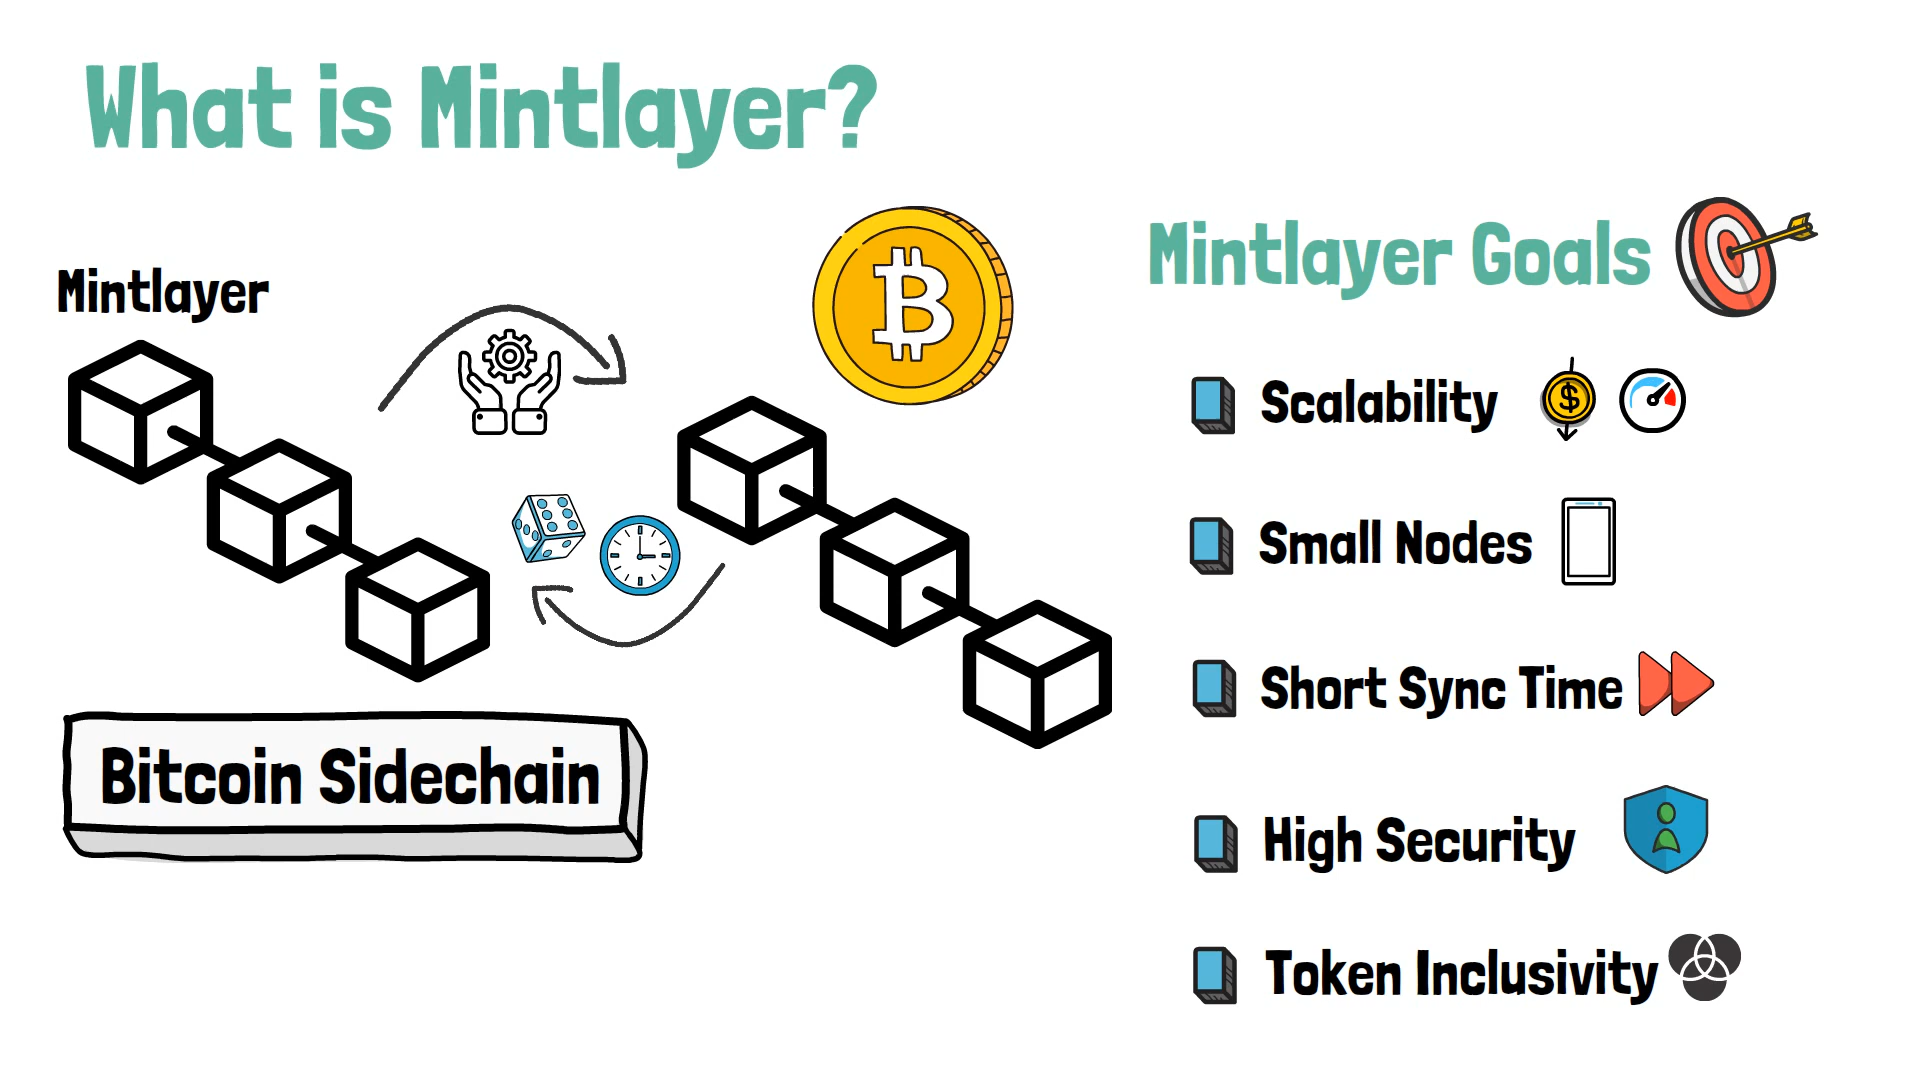 What is Mintlayer?
Mintlayer
Bitcoin Sidechain
Mintlayer Goals
Scalability
Small Nodes
Short Sync Time
High Security
Token Inclusivity